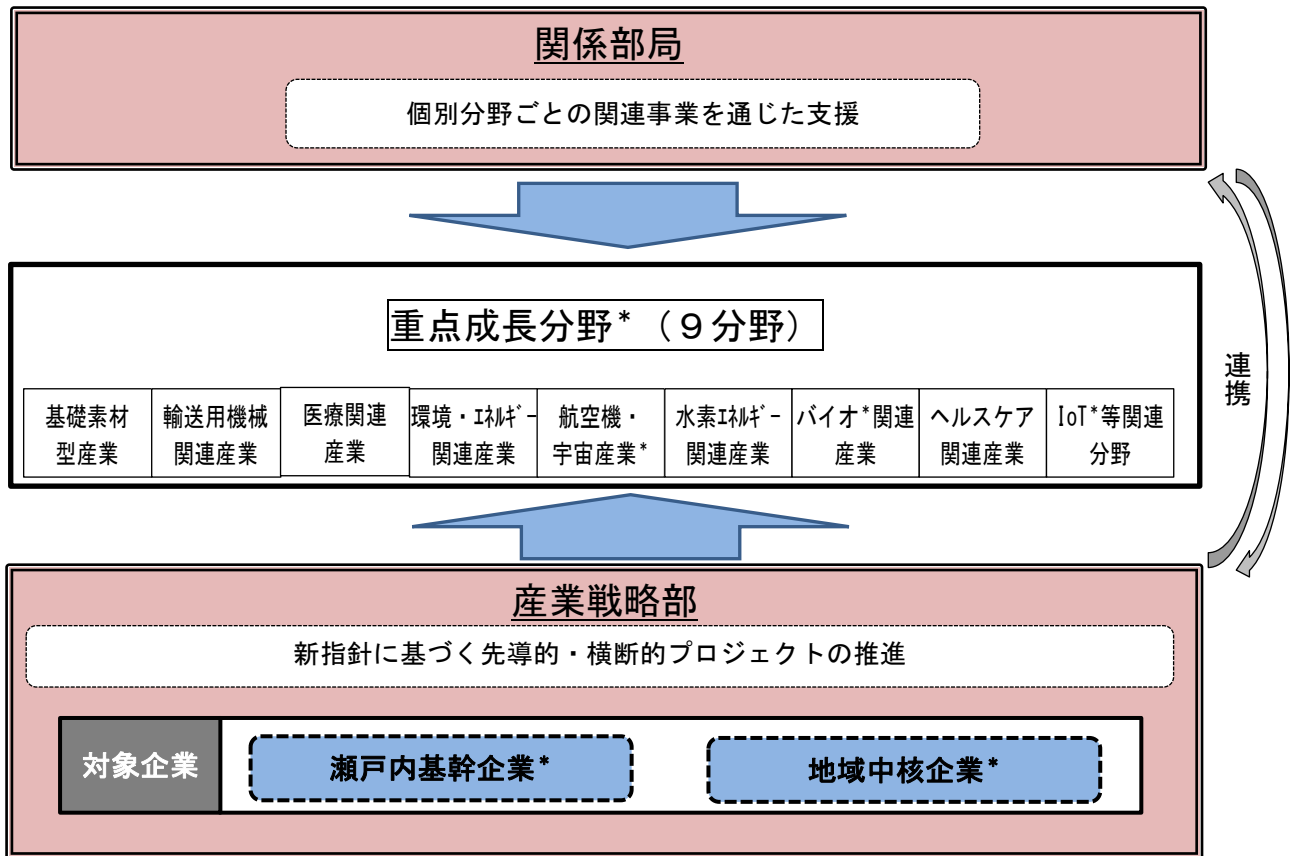 関係部局
個別分野ごとの関連事業を通じた支援
重点成長分野*（９分野）
基礎素材
型産業
輸送用機械
関連産業
医療関連
産業
環境・ｴﾈﾙｷﾞｰ
関連産業
航空機・
宇宙産業*
水素ｴﾈﾙｷﾞｰ
関連産業
バイオ*関連
産業
ヘルスケア
関連産業
IoT*等関連
分野
連携
産業戦略部
新指針に基づく先導的・横断的プロジェクトの推進
対象企業
瀬戸内基幹企業*
地域中核企業*